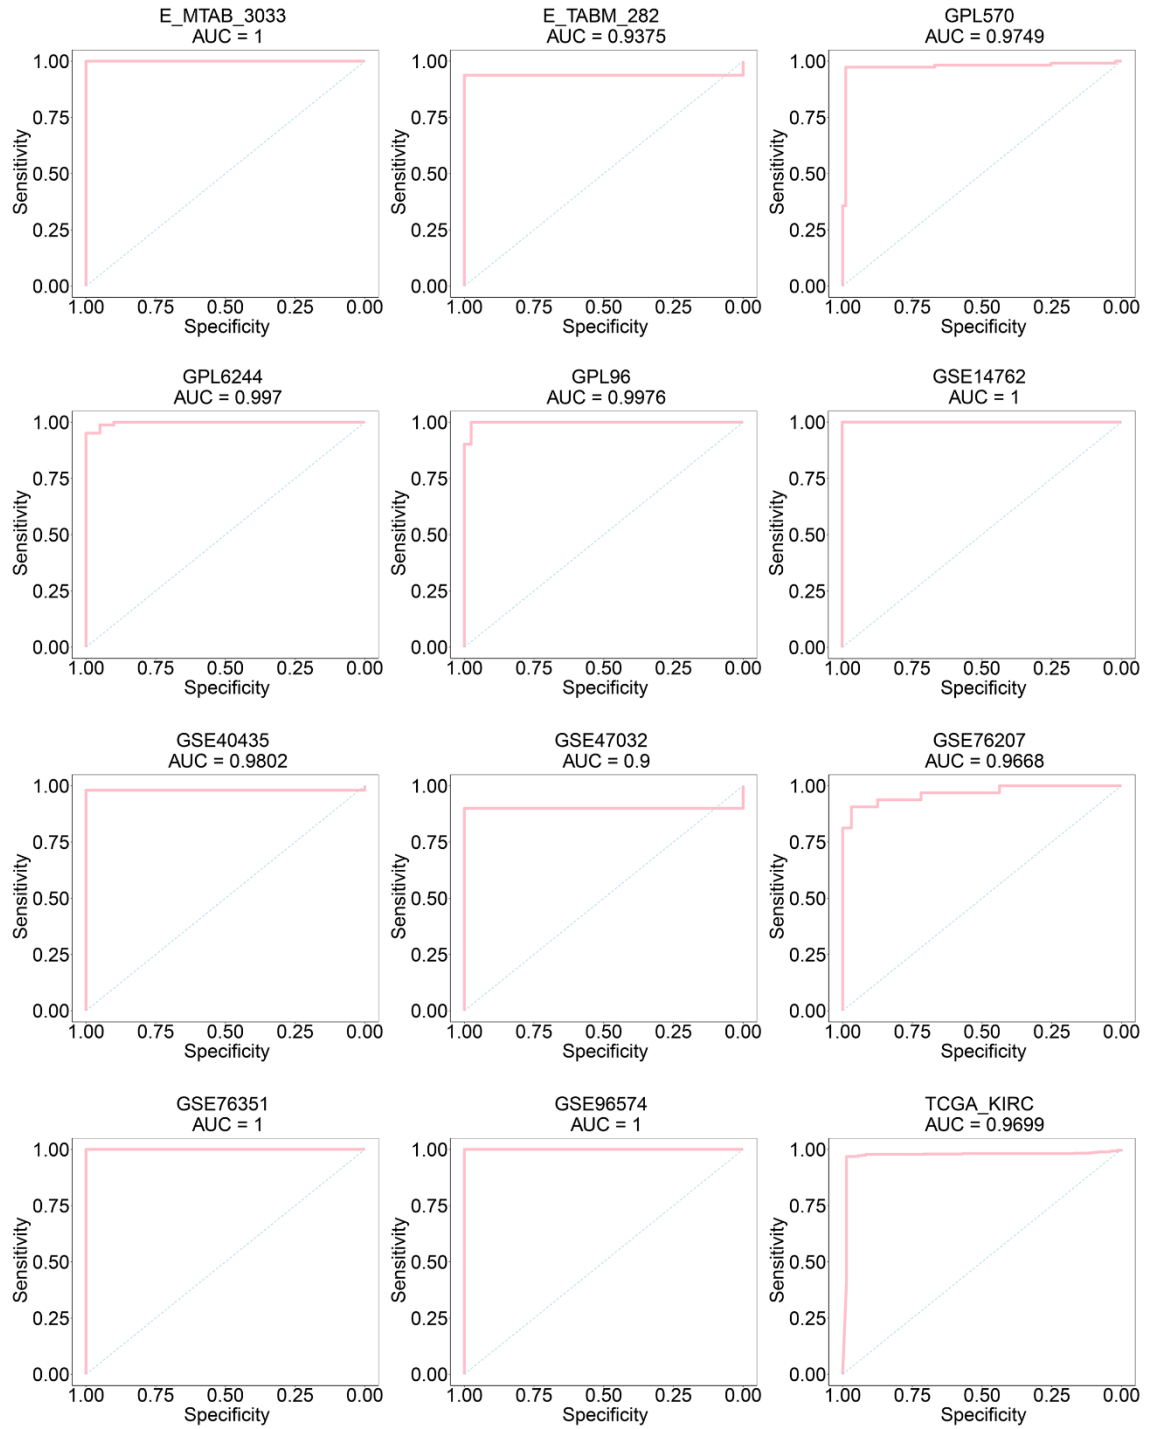 E_MTAB_3033
AUC = 1
1.00
0.75
0.50
0.25
0.00
Sensitivity
1.00 0.75 0.50 0.25 0.00
Specificity
E_TABM_282
AUC = 0.9375
1.00
0.75
0.50
0.25
0.00
Sensitivity
1.00 0.75 0.50 0.25 0.00
Specificity
GPL570
AUC = 0.9749
1.00
0.75
0.50
0.25
0.00
Sensitivity
1.00 0.75 0.50 0.25 0.00
Specificity
GPL6244
AUC = 0.997
1.00
0.75
0.50
0.25
0.00
Sensitivity
1.00 0.75 0.50 0.25 0.00
Specificity
GPL96
AUC = 0.9976
1.00
0.75
0.50
0.25
0.00
Sensitivity
1.00 0.75 0.50 0.25 0.00
Specificity
GSE14762
AUC = 1
1.00
0.75
0.50
0.25
0.00
Sensitivity
1.00 0.75 0.50 0.25 0.00
Specificity
GSE40435
AUC = 0.9802
1.00
0.75
0.50
0.25
0.00
Sensitivity
1.00 0.75 0.50 0.25 0.00
Specificity
GSE47032
AUC = 0.9
1.00
0.75
0.50
0.25
0.00
Sensitivity
1.00 0.75 0.50 0.25 0.00
Specificity
GSE76207
AUC = 0.9668
1.00
0.75
0.50
0.25
0.00
Sensitivity
1.00 0.75 0.50 0.25 0.00
Specificity
GSE76351
AUC = 1
1.00
0.75
0.50
0.25
0.00
Sensitivity
1.00 0.75 0.50 0.25 0.00
Specificity
GSE96574
AUC = 1
1.00
0.75
0.50
0.25
0.00
Sensitivity
1.00 0.75 0.50 0.25 0.00
Specificity
TCGA_KIRC
AUC = 0.9699
1.00
0.75
0.50
0.25
0.00
Sensitivity
1.00 0.75 0.50 0.25 0.00
Specificity